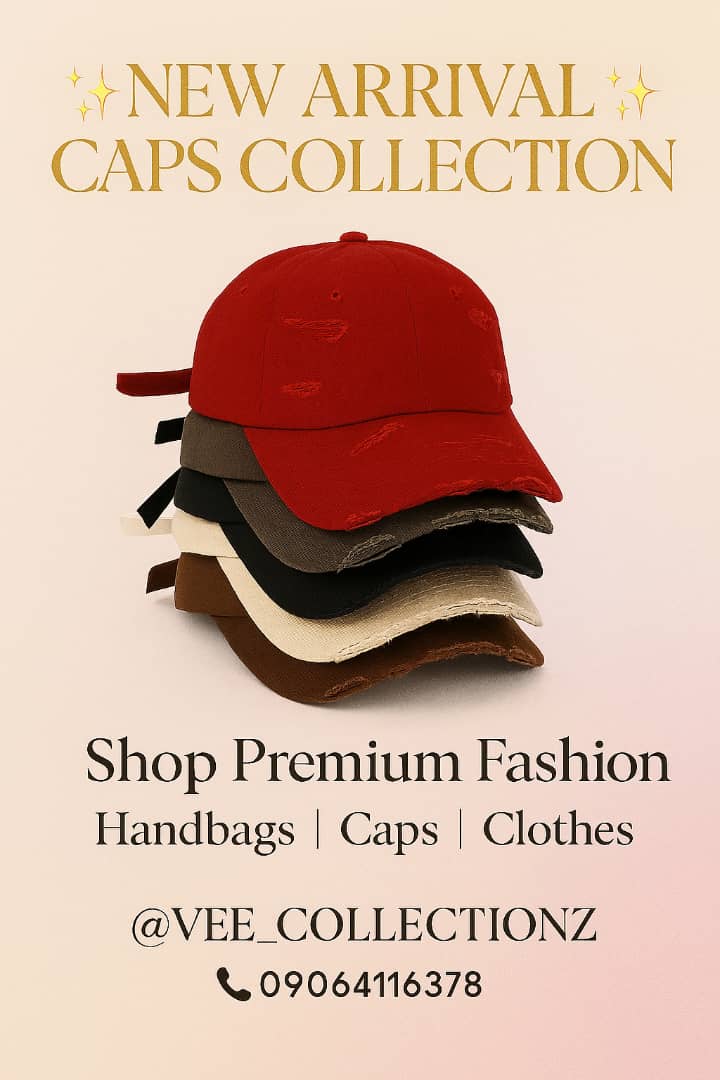 NEW ARRIVAL
CAPS COLLECTION
Shop Premium Fashion
Handbags | Caps | Clothes
@VEE_COLLECTIONZ
09064116378